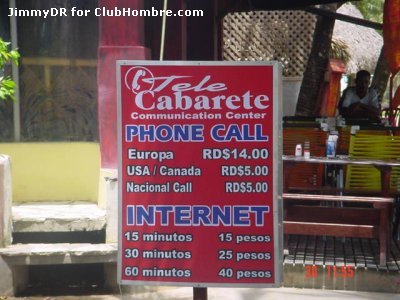 JimmyDR for ClubHombre.com
Tele
Cabarete
Communication Center
PHONE CALL
Europa RD$14.00
USA / Canada RD$5.00
Nacional Call RD$5.00
INTERNET
15 minutos 15 pesos
30 minutos 25 pesos
60 minutos 40 pesos